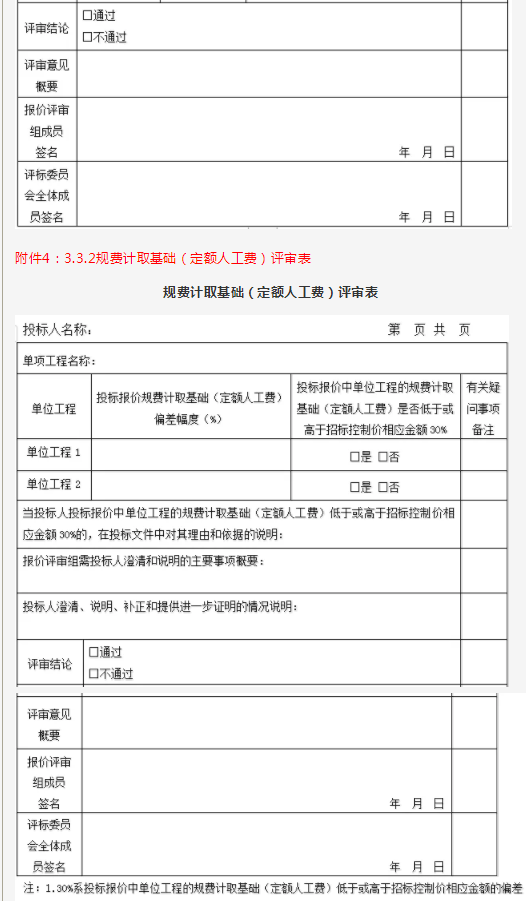 评审结论
☐通过
☐不通过
评审意见
概要
报价评审
组成员
签名
年 月 日
评标委员
会全体成
员签名
年 月 日
附件4：3.3.2规费计取基础（定额人工费）评审表
规费计取基础（定额人工费）评审表
投标人名称：
第 页 共 页
单项工程名称：
单位工程
投标报价规费计取基础（定额人工费）
偏差幅度（%）
投标报价中单位工程的规费计取
基础（定额人工费）是否低于或
高于招标控制价相应金额 30%
有关疑
问事项
备注
单位工程 1
☐是 ☐否
单位工程 2
☐是 ☐否
当投标人投标报价中单位工程的规费计取基础（定额人工费）低于或高于招标控制价相
应金额 30%的，在投标文件中对其理由和依据的说明：
报价评审组需投标人澄清和说明的主要事项概要：
投标人澄清、说明、补正和提供进一步证明的情况说明：
评审结论
☐通过
☐不通过
评审意见
概要
报价评审
组成员
签名
年 月 日
评标委员
会全体成
员签名
年 月 日
注：1.30%系投标报价中单位工程的规费计取基础（定额人工费）低于或高于招标控制价相应金额的偏差